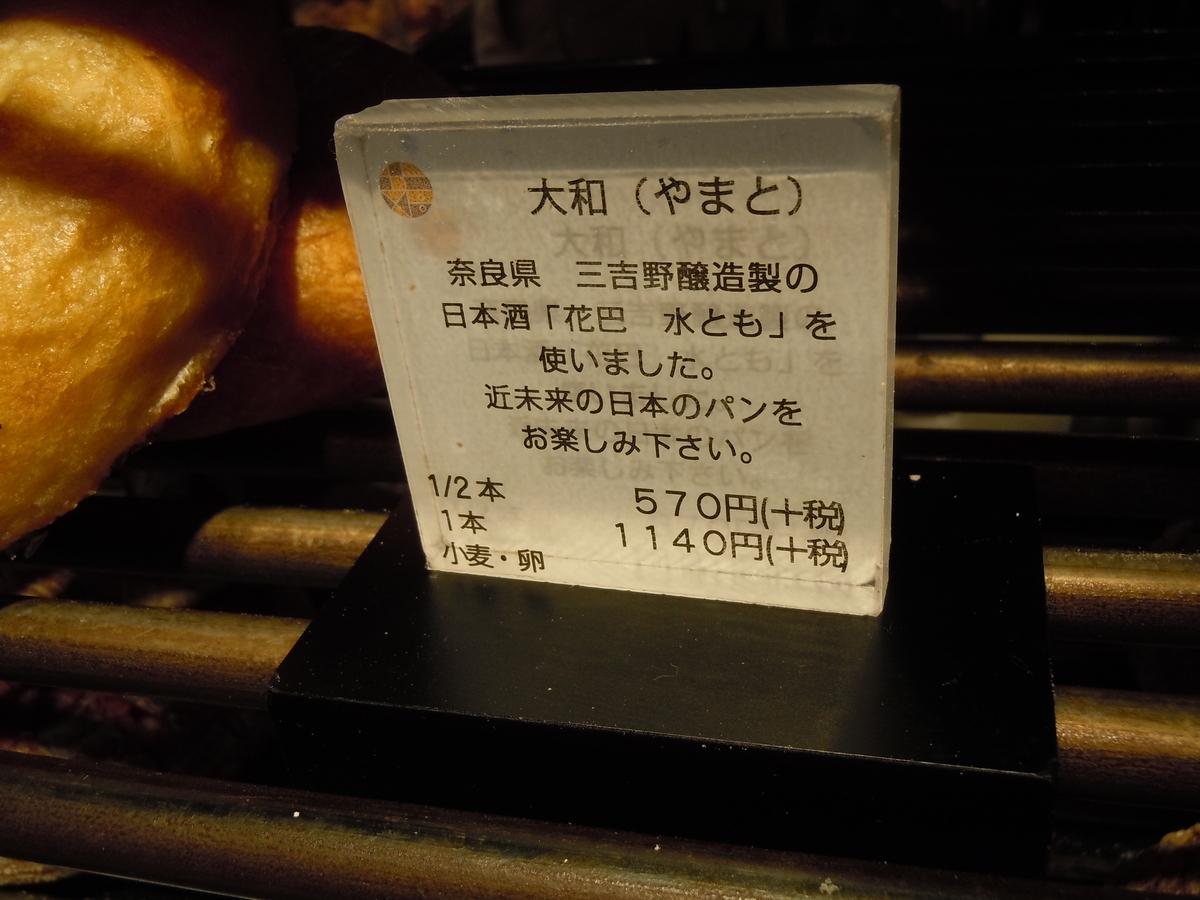 大和（やまと）
奈良県　三吉野醸造製の
日本酒「花巴　水とも」を
使いました。
近未来の日本のパンを
お楽しみ下さい。
1/2本　570円(＋税)
1本　1140円(＋税)
小麦・卵